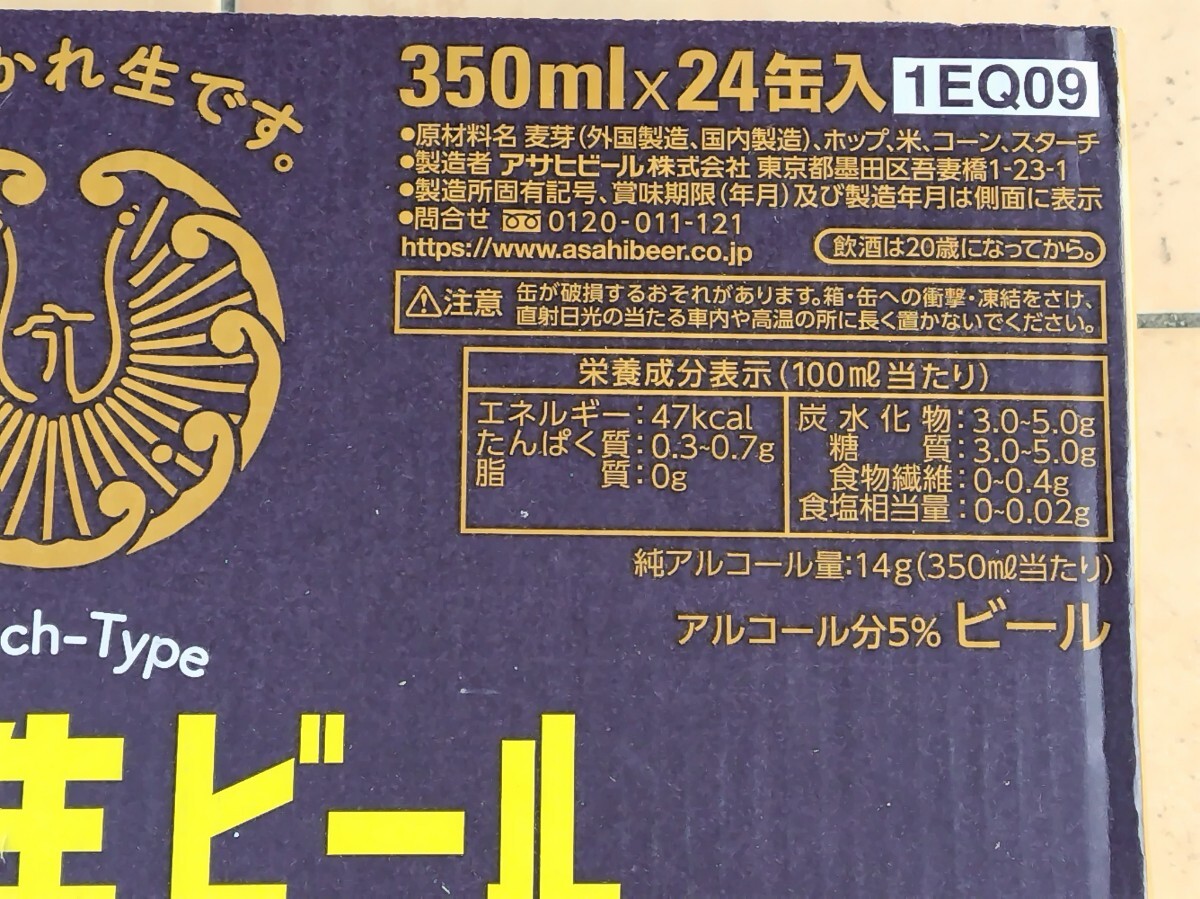 かれ生です。
350ml×24缶入 1EQ09
●原材料名 麦芽(外国製造、国内製造)、ホップ、米、コーン、スターチ
●製造者 アサヒビール株式会社 東京都墨田区吾妻橋1-23-1
●製造所固有記号、賞味期限(年月)及び製造年月は側面に表示
●問合せ 0120-011-121
https://www.asahibeer.co.jp 飲酒は20歳になってから。
⚠注意 缶が破損するおそれがあります。箱・缶への衝撃・凍結をさけ、
直射日光の当たる車内や高温の所に長く置かないでください。
栄養成分表示(100ml当たり)
エネルギー:47kcal
たんぱく質:0.3~0.7g
脂質:0g
炭水化物:3.0~5.0g
糖質:3.0~5.0g
食物繊維:0~0.4g
食塩相当量:0~0.02g
純アルコール量:14g(350ml当たり)
アルコール分5% ビール
ch-Type
生ビール